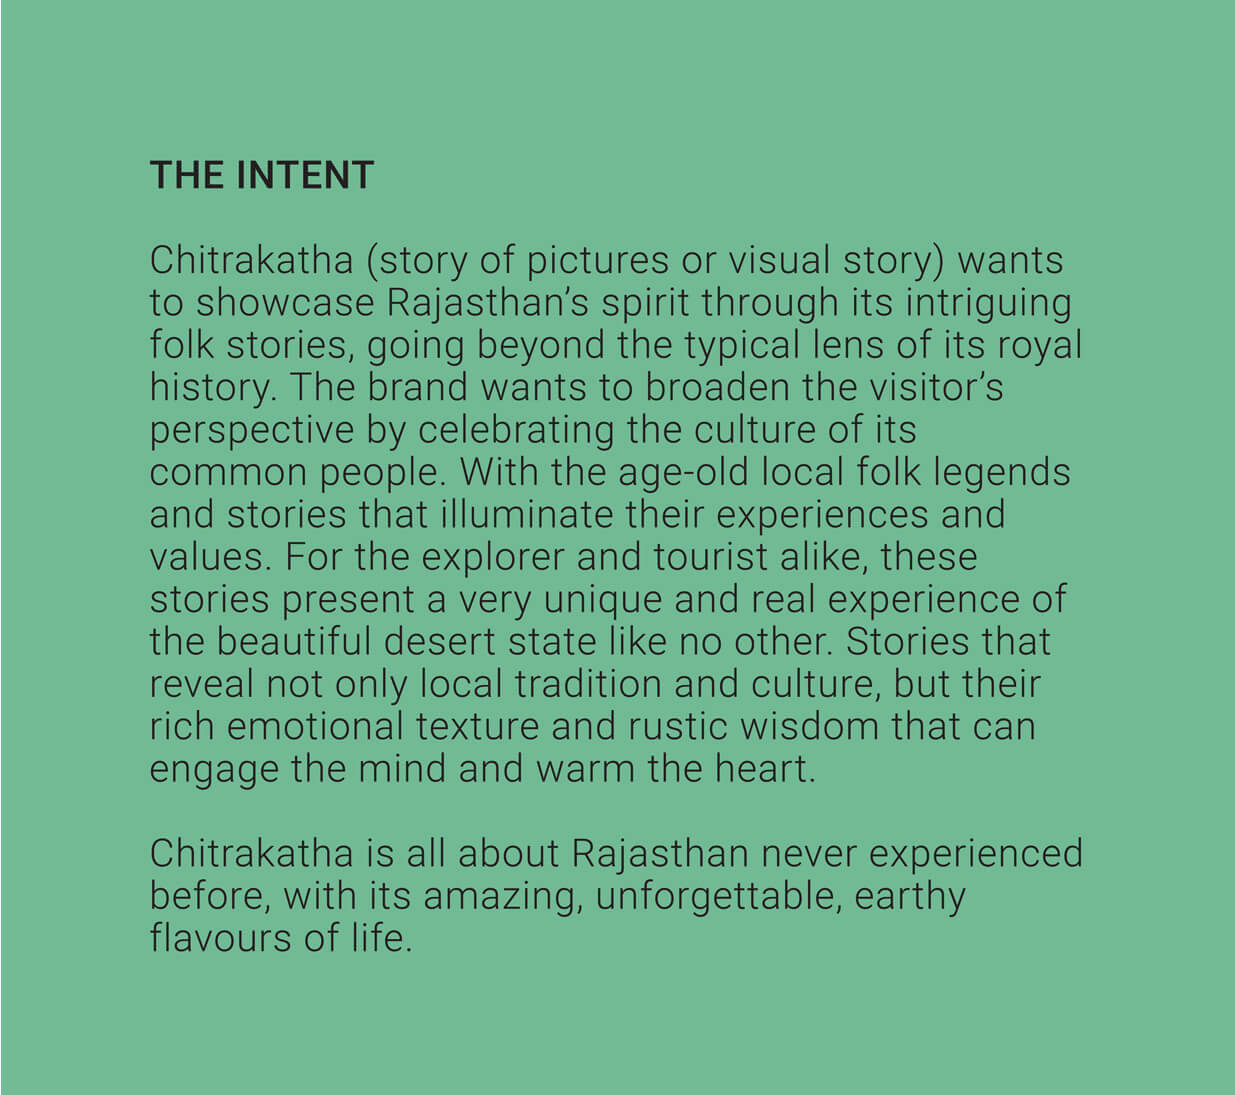 THE INTENT
Chitrakatha (story of pictures or visual story) wants
to showcase Rajasthan’s spirit through its intriguing
folk stories, going beyond the typical lens of its royal
history. The brand wants to broaden the visitor’s
perspective by celebrating the culture of its
common people. With the age-old local folk legends
and stories that illuminate their experiences and
values. For the explorer and tourist alike, these
stories present a very unique and real experience of
the beautiful desert state like no other. Stories that
reveal not only local tradition and culture, but their
rich emotional texture and rustic wisdom that can
engage the mind and warm the heart.
Chitrakatha is all about Rajasthan never experienced
before, with its amazing, unforgettable, earthy
flavours of life.